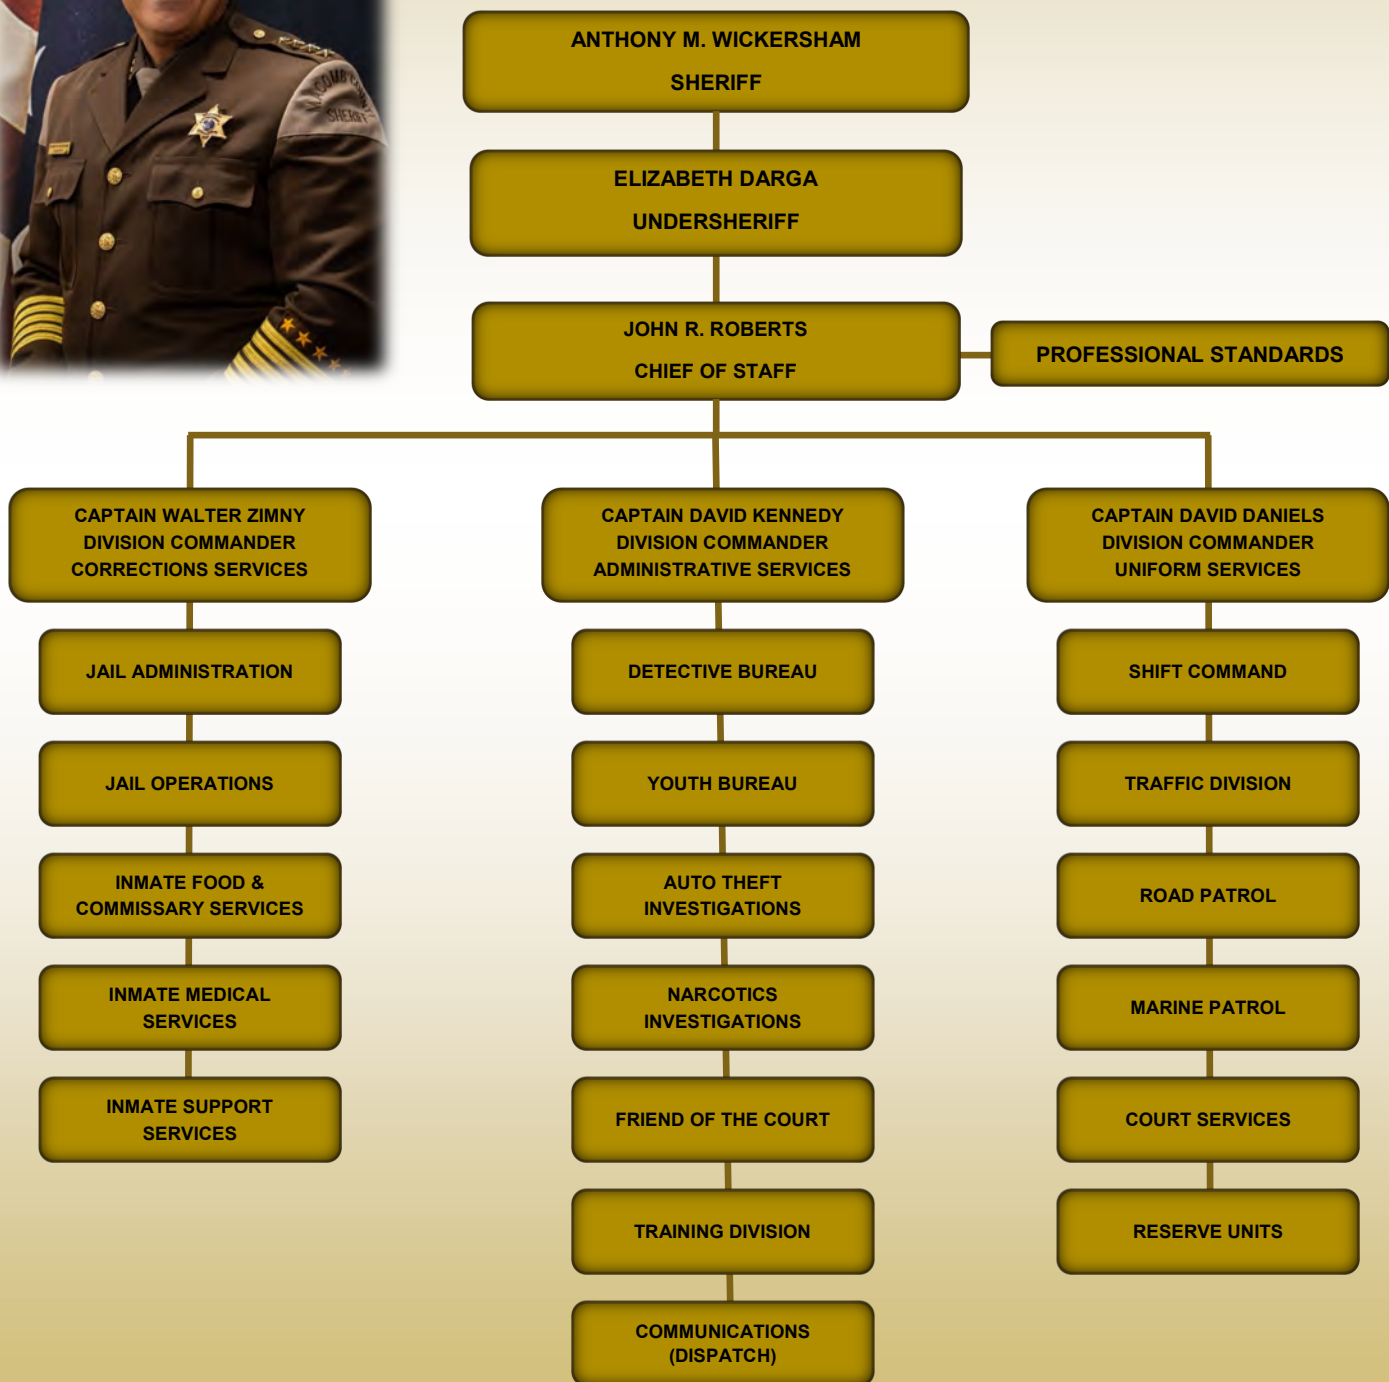 MACOMB COUNTY
SHERIFF
ANTHONY M. WICKERSHAM
SHERIFF
ELIZABETH DARGA
UNDERSHERIFF
JOHN R. ROBERTS
CHIEF OF STAFF
PROFESSIONAL STANDARDS
CAPTAIN WALTER ZIMNY
DIVISION COMMANDER
CORRECTIONS SERVICES
JAIL ADMINISTRATION
JAIL OPERATIONS
INMATE FOOD &
COMMISSARY SERVICES
INMATE MEDICAL
SERVICES
INMATE SUPPORT
SERVICES
CAPTAIN DAVID KENNEDY
DIVISION COMMANDER
ADMINISTRATIVE SERVICES
DETECTIVE BUREAU
YOUTH BUREAU
AUTO THEFT
INVESTIGATIONS
NARCOTICS
INVESTIGATIONS
FRIEND OF THE COURT
TRAINING DIVISION
COMMUNICATIONS
(DISPATCH)
CAPTAIN DAVID DANIELS
DIVISION COMMANDER
UNIFORM SERVICES
SHIFT COMMAND
TRAFFIC DIVISION
ROAD PATROL
MARINE PATROL
COURT SERVICES
RESERVE UNITS